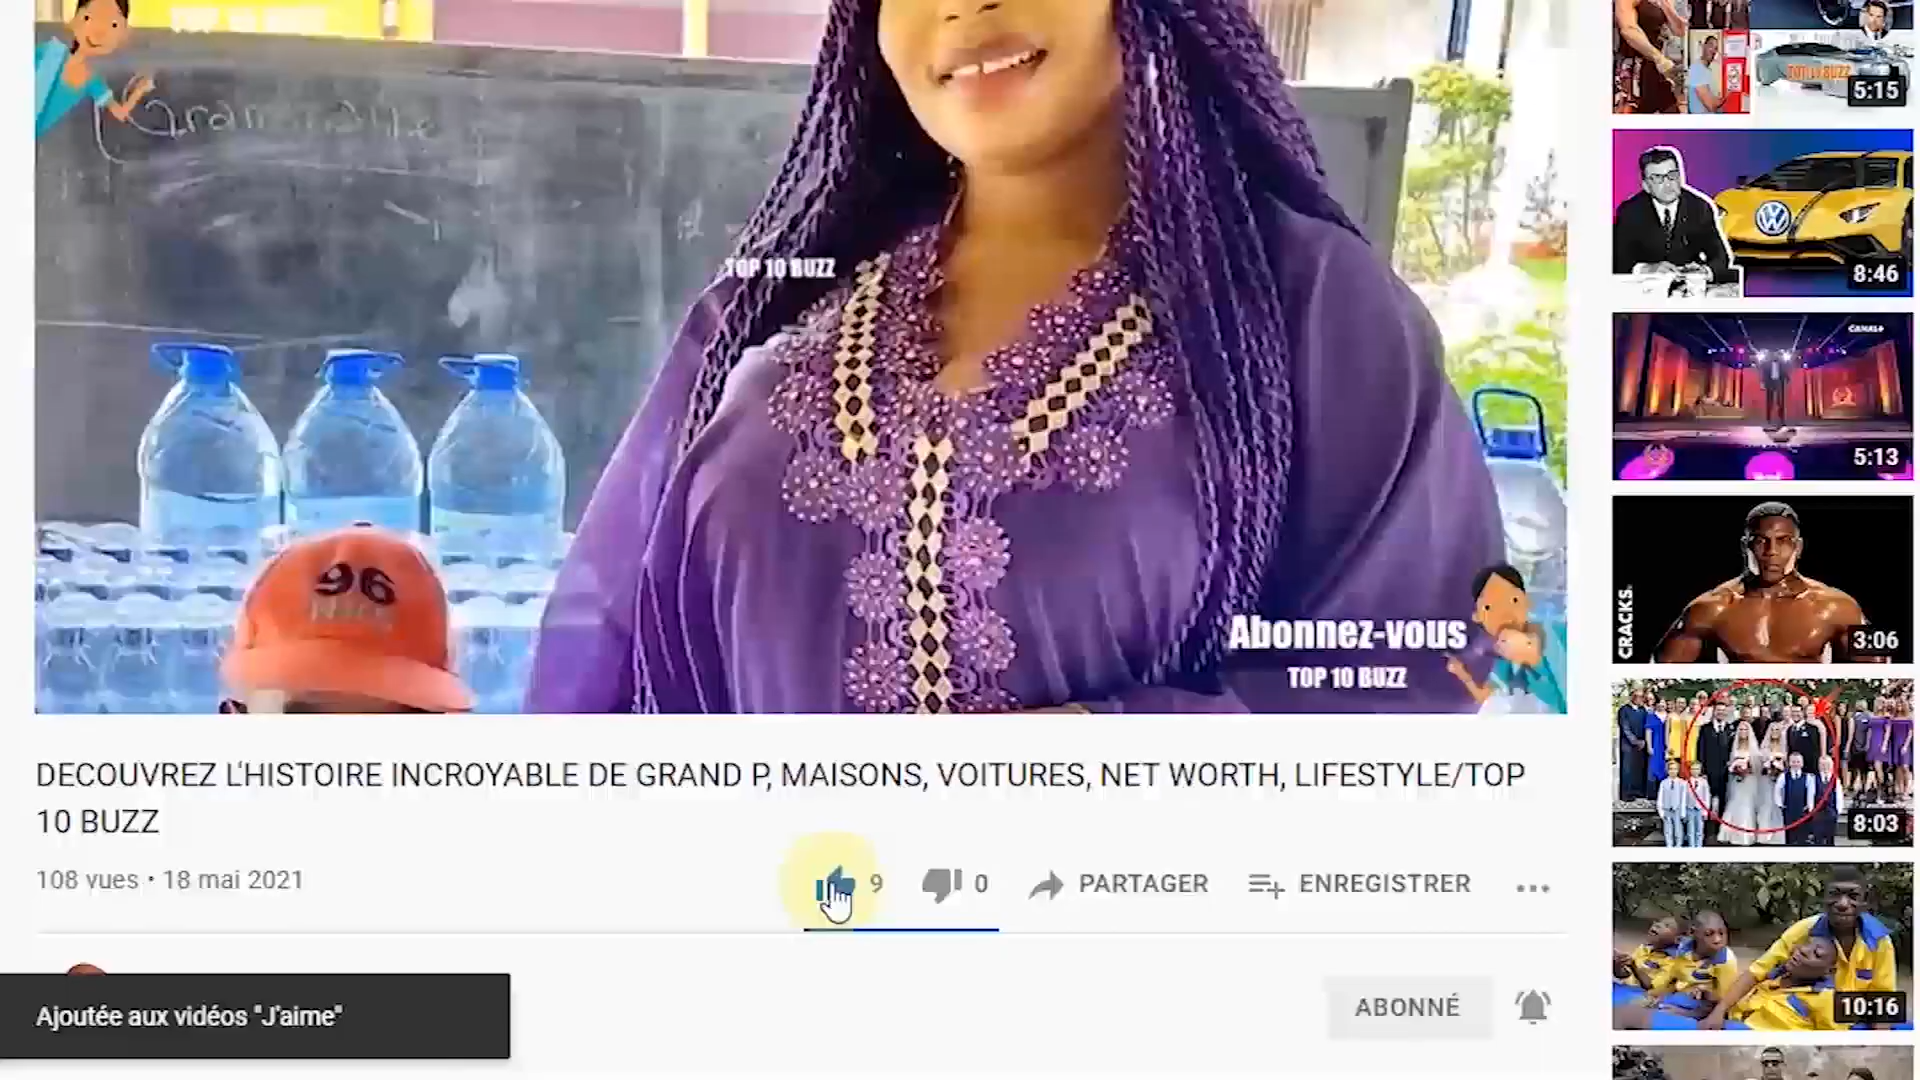 Grammaire
TOP 10 BUZZ
96
Abonnez-vous
TOP 10 BUZZ
DECOUVREZ L'HISTOIRE INCROYABLE DE GRAND P, MAISONS, VOITURES, NET WORTH, LIFESTYLE/TOP
10 BUZZ
108 vues • 18 mai 2021
9
0
PARTAGER
ENREGISTRER
Ajoutée aux vidéos "J'aime"
ABONNÉ
5:15
8:46
CANAL+
5:13
CRACKS.
3:06
8:03
10:16